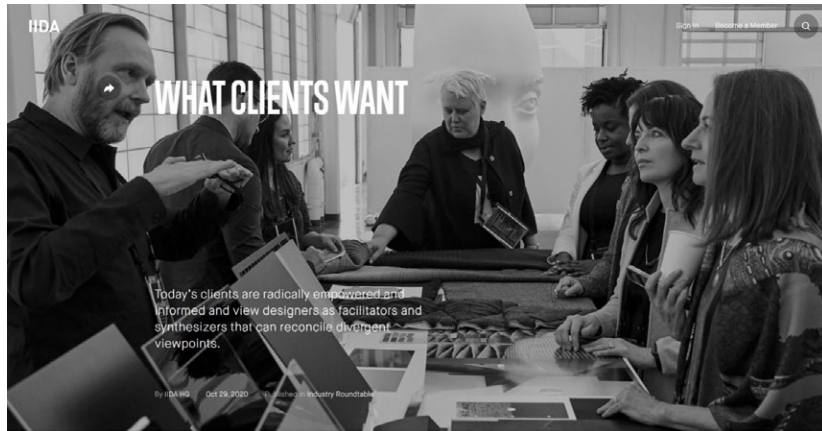 IIDA
Sign In Become a Member
WHAT CLIENTS WANT
Today's clients are radically empowered and
informed and view designers as facilitators and
synthesizers that can reconcile divergent
viewpoints.
By IIDA HQ Oct 29, 2020 Published in Industry Roundtable